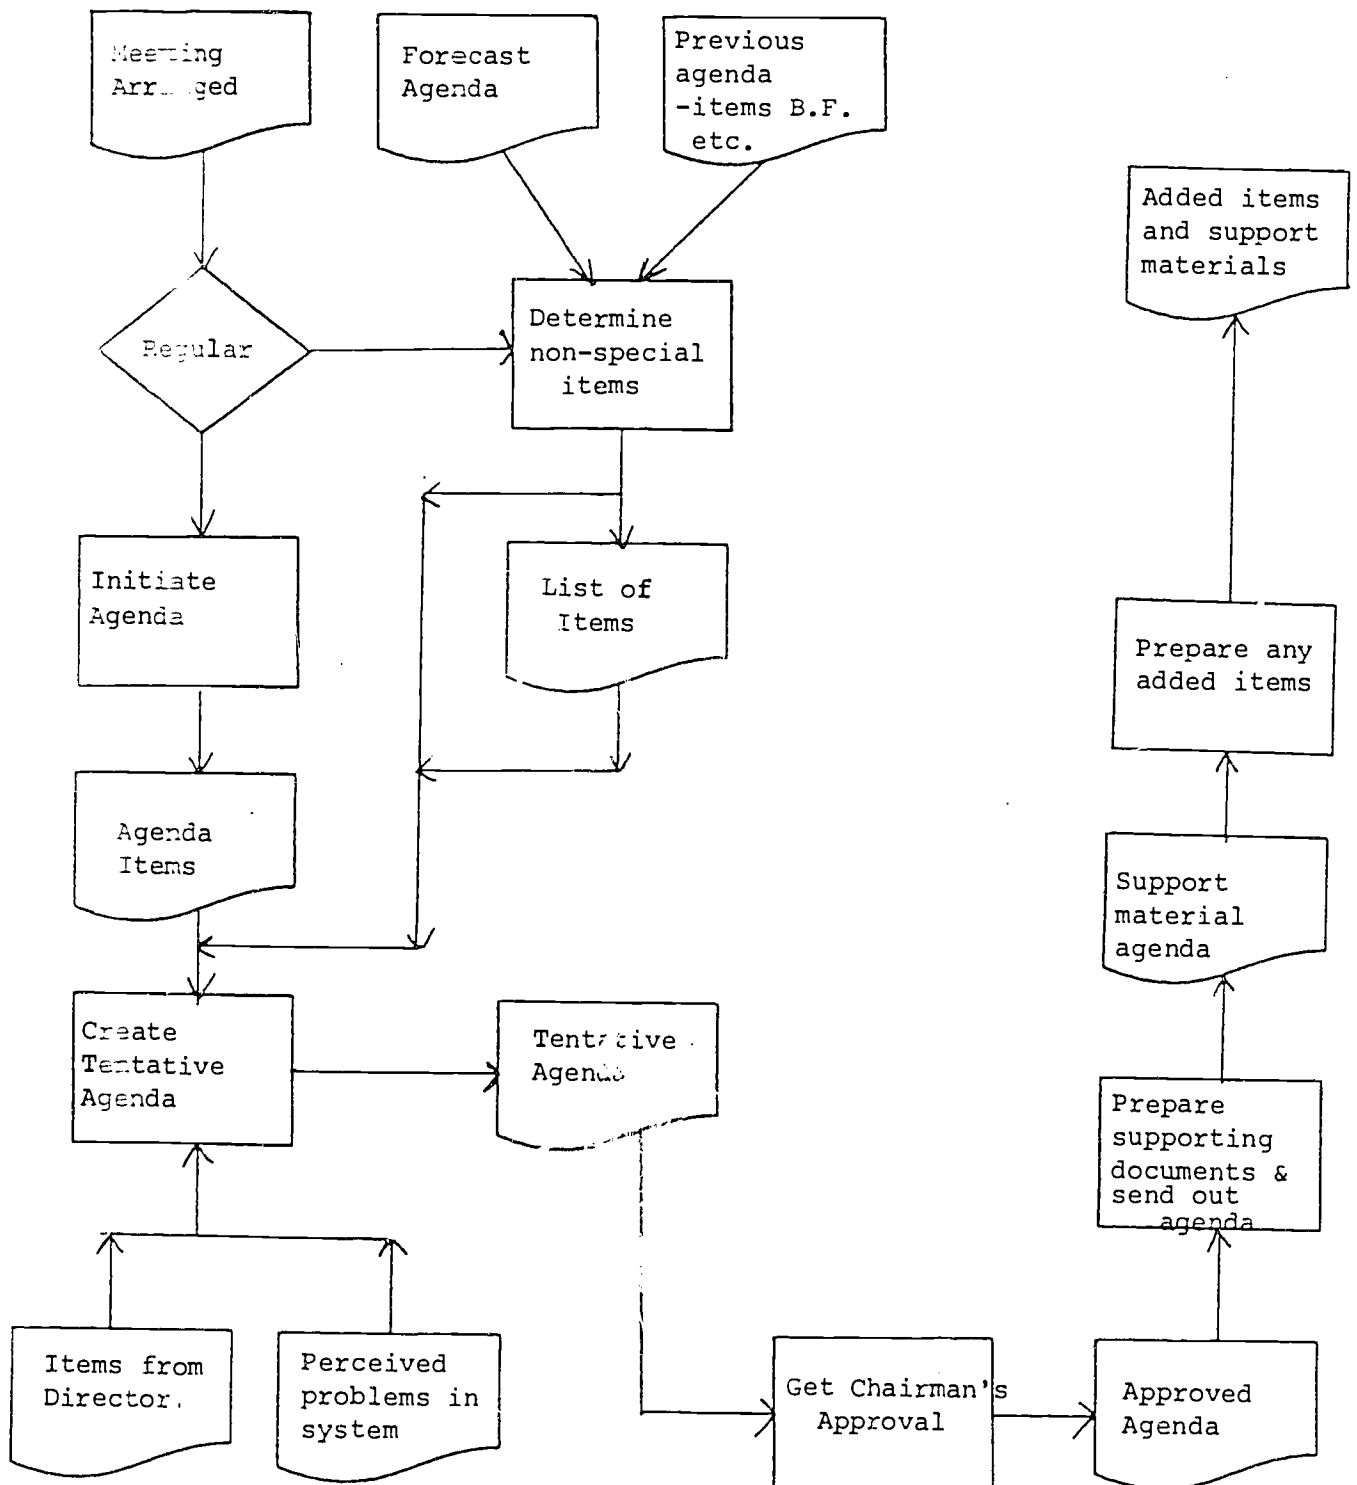 Meeting
Arranged
Forecast
Agenda
Previous
agenda
-items B.F.
etc.
Regular
Determine
non-special
items
Initiate
Agenda
List of
Items
Agenda
Items
Create
Tentative
Agenda
Tentative
Agenda
Items from
Director.
Perceived
problems in
system
Get Chairman's
Approval
Approved
Agenda
Prepare
supporting
documents &
send out
agenda
Support
material
agenda
Prepare any
added items
Added items
and support
materials